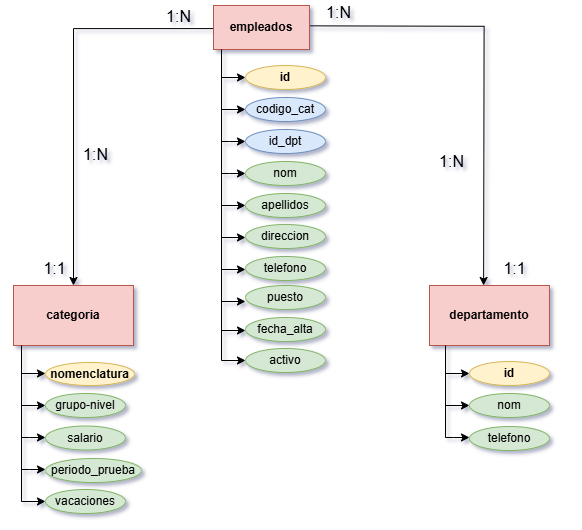 1:N
empleados
1:N
id
codigo_cat
id_dpt
nom
apellidos
direccion
telefono
puesto
fecha_alta
activo
1:N
1:N
1:1
1:1
categoria
nomenclatura
grupo-nivel
salario
periodo_prueba
vacaciones
departamento
id
nom
telefono